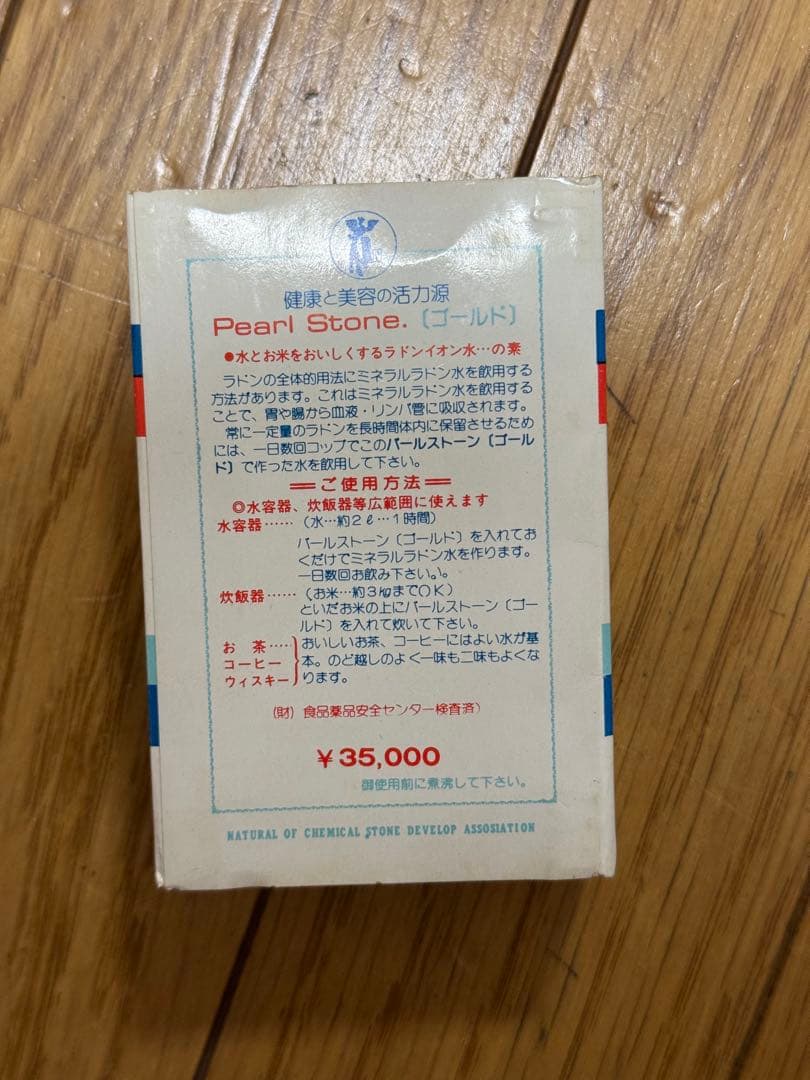 健康と美容の活力源
Pearl Stone.〔ゴールド〕
●水とお米をおいしくするラドンイオン水…の素
ラドンの全体的用法にミネラルラドン水を飲用する
方法があります。これはミネラルラドン水を飲用する
ことで、胃や腸から血液・リンパ管に吸収されます。
常に一定量のラドンを長時間体内に保留させるため
には、一日数回コップでこのパールストーン〔ゴール
ド〕で作った水を飲用して下さい。
＝ご使用方法＝
◎水容器、炊飯器等広範囲に使えます
水容器……（水…約2ℓ…1時間）
パールストーン〔ゴールド〕を入れてお
くだけでミネラルラドン水を作ります。
一日数回お飲み下さい。
炊飯器……（お米…約3㎏までOK）
といだお米の上にパールストーン〔ゴー
ルド〕を入れて炊いて下さい。
お茶…… おいしいお茶、コーヒーにはよい水が基
コーヒー 本。のど越しのよく一味も二味もよくな
ウィスキー ります。
（財）食品薬品安全センター検査済）
￥35,000
御使用前に煮沸して下さい。
NATURAL OF CHEMICAL STONE DEVELOP ASSOSIATION